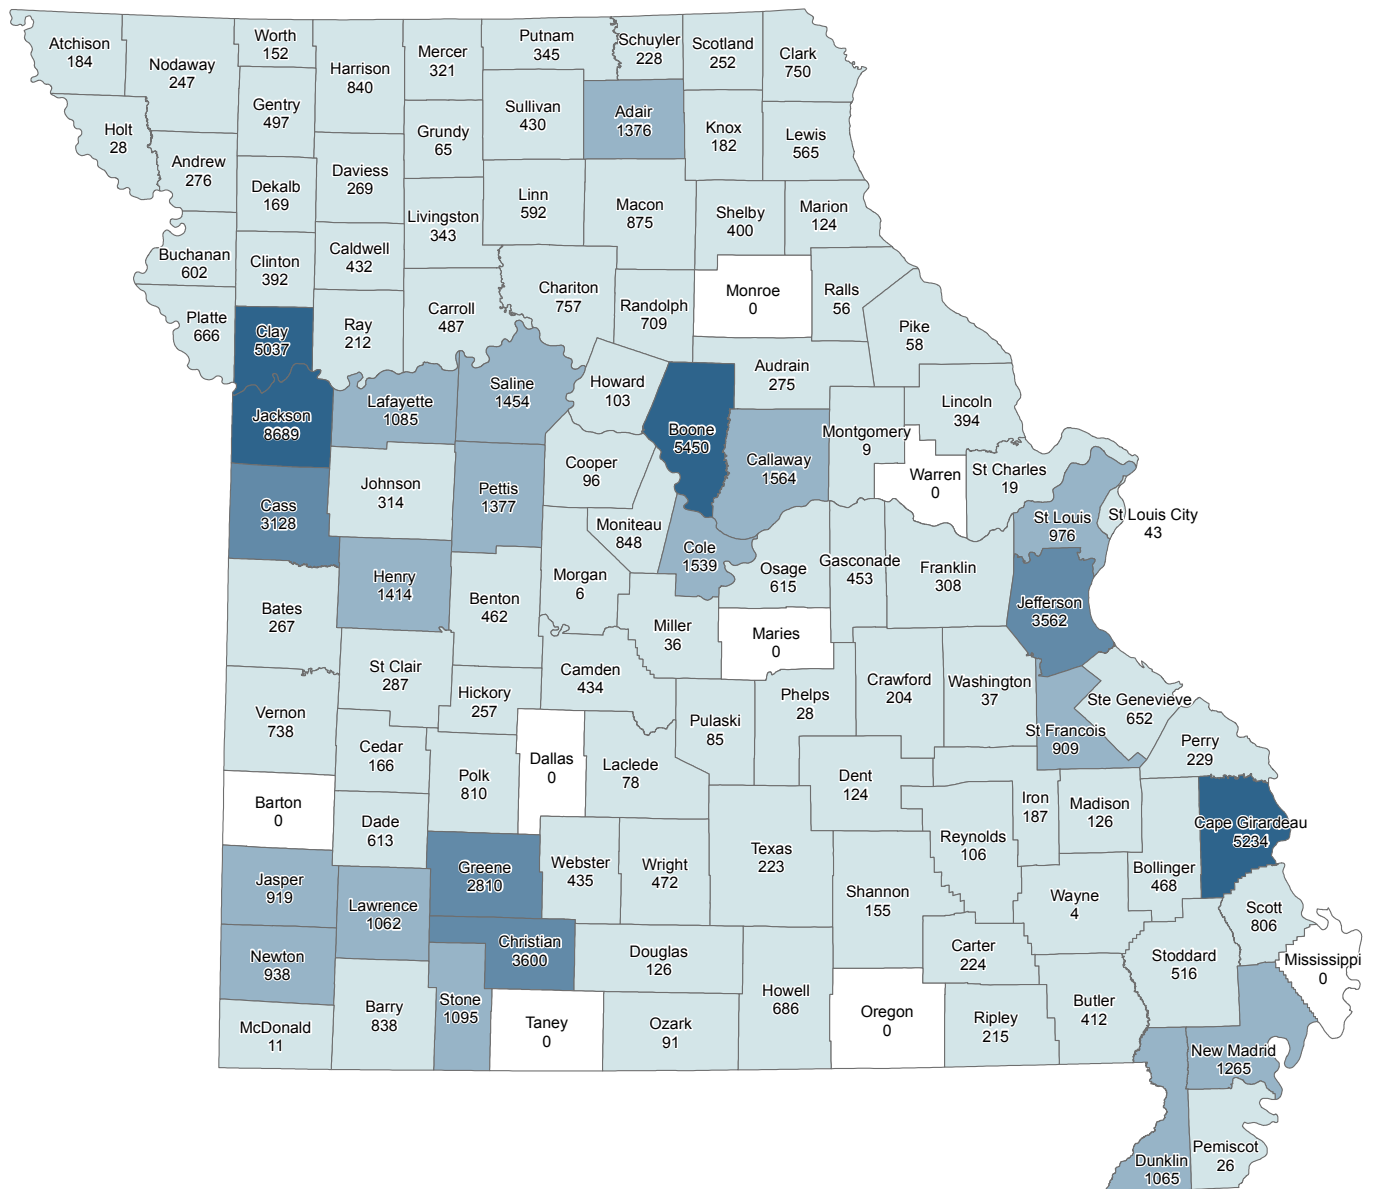 Atchison
184
Nodaway
247
Worth
152
Harrison
840
Mercer
321
Putnam
345
Schuyler
228
Scotland
252
Clark
750
Holt
28
Andrew
276
Gentry
497
Dekalb
169
Daviess
269
Grundy
65
Sullivan
430
Adair
1376
Knox
182
Lewis
565
Buchanan
602
Clinton
392
Caldwell
432
Livingston
343
Linn
592
Macon
875
Shelby
400
Marion
124
Platte
666
Clay
5037
Ray
212
Carroll
487
Chariton
757
Randolph
709
Monroe
0
Ralls
56
Pike
58
Jackson
8689
Lafayette
1085
Saline
1454
Howard
103
Boone
5450
Audrain
275
Callaway
1564
Montgomery
9
Lincoln
394
Warren
0
St Charles
19
St Louis
976
St Louis City
43
Cass
3128
Johnson
314
Pettis
1377
Cooper
96
Moniteau
848
Cole
1539
Osage
615
Gasconade
453
Franklin
308
Jefferson
3562
Bates
267
Henry
1414
Benton
462
Morgan
6
Miller
36
Maries
0
Vernon
738
St Clair
287
Hickory
257
Camden
434
Pulaski
85
Phelps
28
Crawford
204
Washington
37
St Francois
909
Ste Genevieve
652
Perry
229
Barton
0
Cedar
166
Polk
810
Dallas
0
Laclede
78
Dent
124
Iron
187
Madison
126
Cape Girardeau
5234
Dade
613
Jasper
919
Lawrence
1062
Greene
2810
Webster
435
Wright
472
Texas
223
Shannon
155
Reynolds
106
Wayne
4
Bollinger
468
Scott
806
Newton
938
Christian
3600
Douglas
126
Carter
224
Stoddard
516
Mississippi
0
McDonald
11
Barry
838
Stone
1095
Taney
0
Ozark
91
Howell
686
Oregon
0
Ripley
215
Butler
412
New Madrid
1265
Dunklin
1065
Pemiscot
26